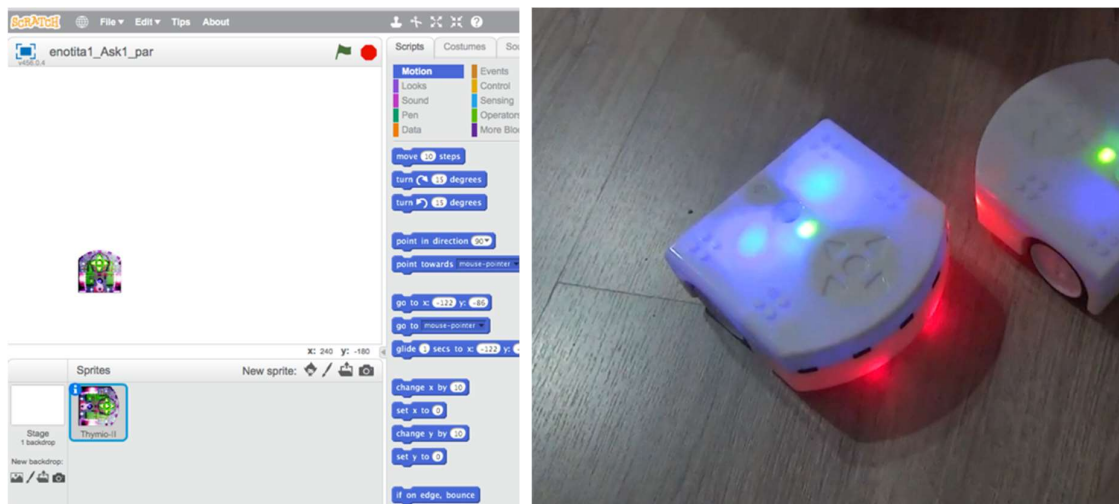 SCRATCH File Edit Tips About
enotita1_Ask1_par
v456.0.4
Scripts Costumes
Motion Events
Looks Control
Sound Sensing
Pen Operators
Data
move 10 steps
turn 15 degrees
turn 15 degrees
point in direction 90
point towards mouse-pointer
go to x: -122 y: -86
go to mouse-pointer
glide 1 secs to x: -122 y:
x: 240 y: -180
Sprites New sprite:
change x by 10
set x to 0
change y by 10
set y to 0
if on edge, bounce
Thymio-II
Stage
1 backdrop
New backdrop: